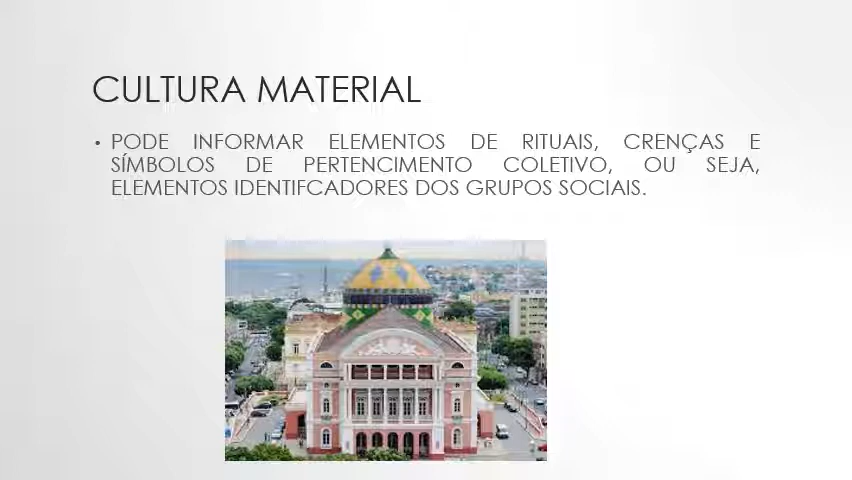 CULTURA MATERIAL
• PODE INFORMAR ELEMENTOS DE RITUAIS, CRENÇAS E
SÍMBOLOS DE PERTENCIMENTO COLETIVO, OU SEJA,
ELEMENTOS IDENTIFCADORES DOS GRUPOS SOCIAIS.